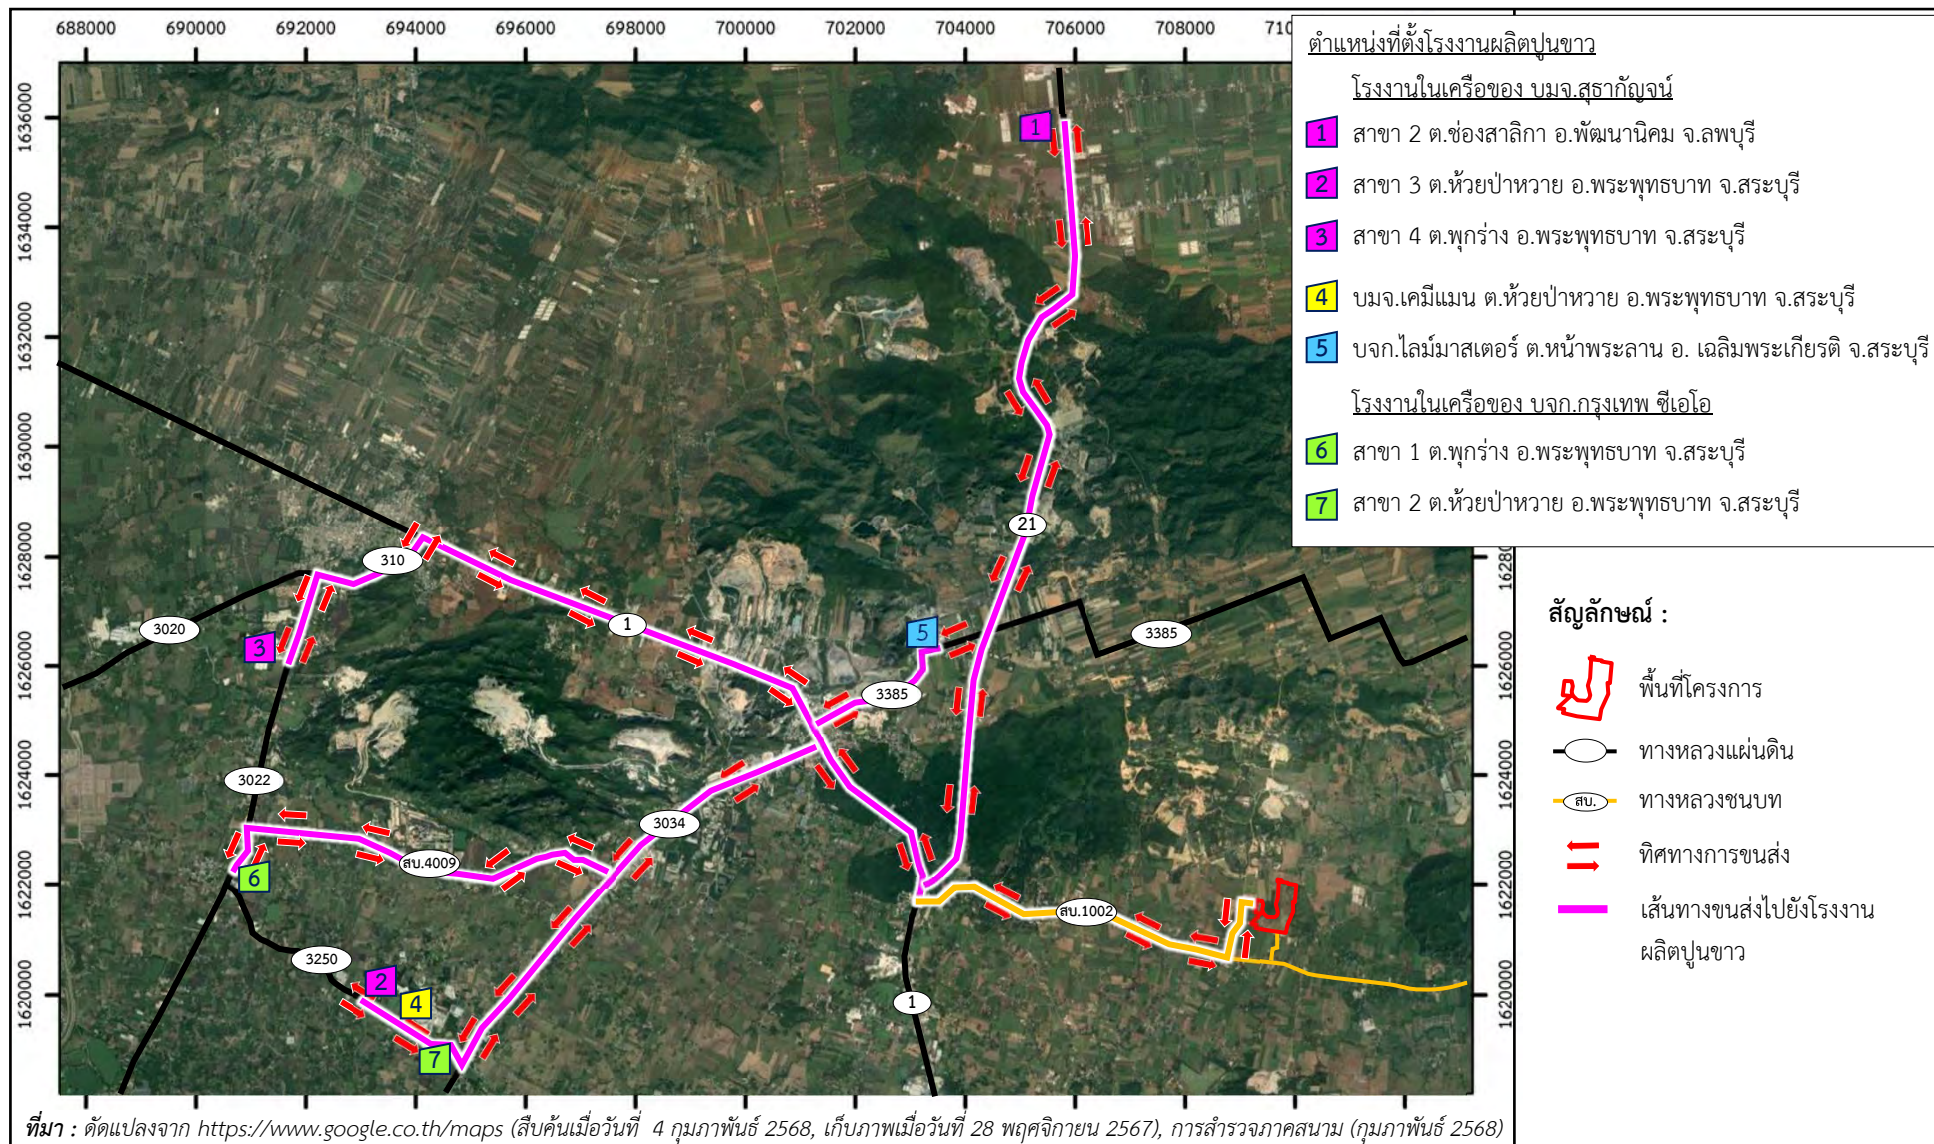 688000 690000 692000 694000 696000 698000 700000 702000 704000 706000 708000 710
1636000
1634000
1632000
1630000
1628000
1626000
1624000
1622000
1620000
ตำแหน่งที่ตั้งโรงงานผลิตปูนขาว
โรงงานในเครือของ บมจ.สุธากัญจน์
1 สาขา 2 ต.ช่องสาลิกา อ.พัฒนานิคม จ.ลพบุรี
2 สาขา 3 ต.ห้วยป่าหวาย อ.พระพุทธบาท จ.สระบุรี
3 สาขา 4 ต.พุกร่าง อ.พระพุทธบาท จ.สระบุรี
4 บมจ.เคมีแมน ต.ห้วยป่าหวาย อ.พระพุทธบาท จ.สระบุรี
5 บจก.ไลม์มาสเตอร์ ต.หน้าพระลาน อ. เฉลิมพระเกียรติ จ.สระบุรี
โรงงานในเครือของ บจก.กรุงเทพ ซีเอโอ
6 สาขา 1 ต.พุกร่าง อ.พระพุทธบาท จ.สระบุรี
7 สาขา 2 ต.ห้วยป่าหวาย อ.พระพุทธบาท จ.สระบุรี
1
21
310
3020
1
3
5
3385
3385
3022
3034
สบ.4009
6
สบ.1002
3250
2
4
7
1
16280
1626000
1624000
1622000
1620000
สัญลักษณ์ :
พื้นที่โครงการ
ทางหลวงแผ่นดิน
สบ. ทางหลวงชนบท
ทิศทางการขนส่ง
เส้นทางขนส่งไปยังโรงงาน
ผลิตปูนขาว
ที่มา : ดัดแปลงจาก https://www.google.co.th/maps (สืบค้นเมื่อวันที่ 4 กุมภาพันธ์ 2568, เก็บภาพเมื่อวันที่ 28 พฤศจิกายน 2567), การสำรวจภาคสนาม (กุมภาพันธ์ 2568)